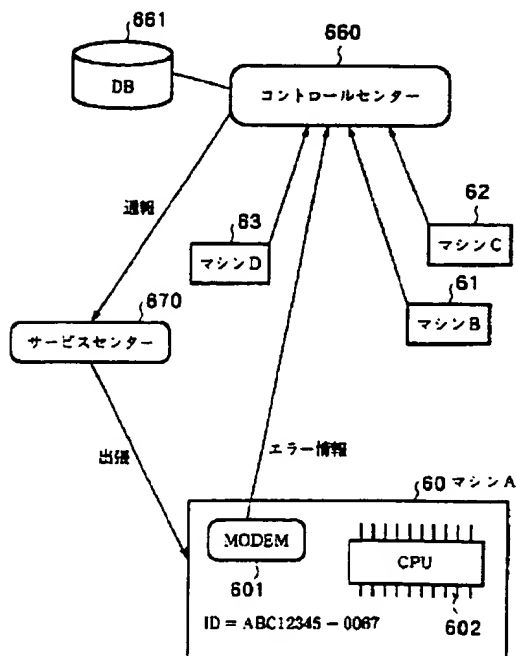 661
DB
660
コントロールセンター
通報
63
マシンD
62
マシンC
61
マシンB
670
サービスセンター
出張
エラー情報
60 マシンA
MODEM
601
CPU
602
ID = ABC12345-0067